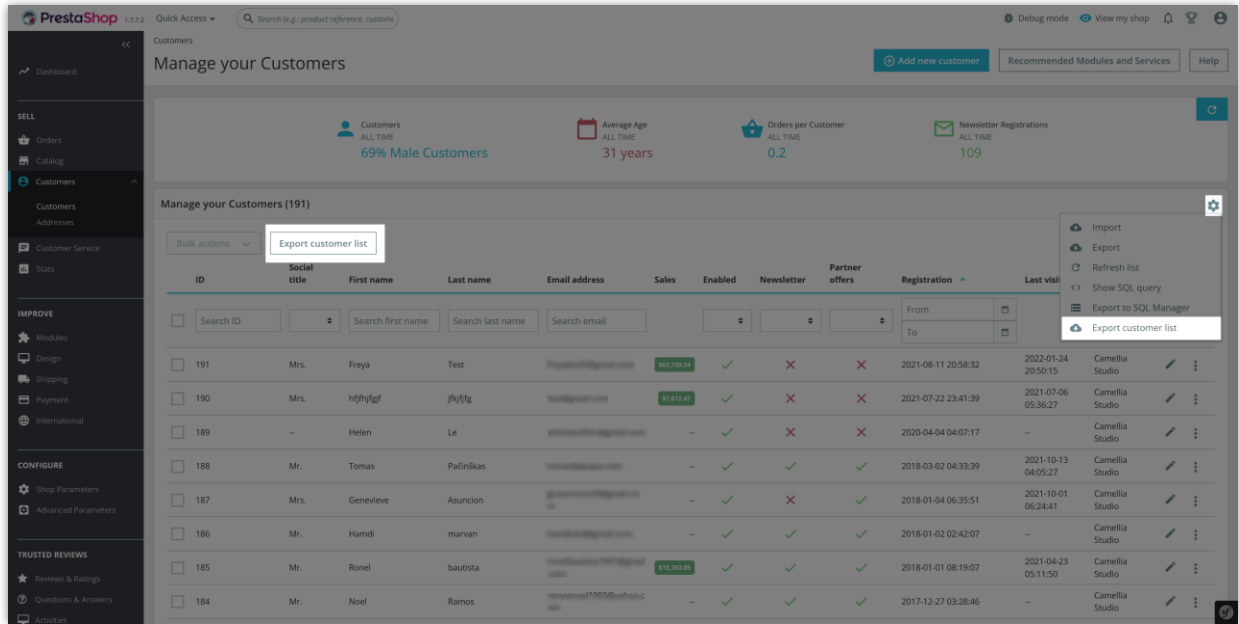 PrestaShop 1.7.7.2 Quick Access Search (e.g.: product reference, custome Debug mode View my shop
Customers
Manage your Customers
Add new customer Recommended Modules and Services Help
Dashboard
SELL
Orders
Catalog
Customers
Customers
Addresses
Customer Service
Stats
IMPROVE
Modules
Design
Shipping
Payment
International
CONFIGURE
Shop Parameters
Advanced Parameters
TRUSTED REVIEWS
Reviews & Ratings
Questions & Answers
Activities
Customers
ALL TIME
69% Male Customers
Average Age
ALL TIME
31 years
Orders per Customer
ALL TIME
0.2
Newsletter Registrations
ALL TIME
109
Manage your Customers (191)
Bulk actions Export customer list
Import
Export
Refresh list
Show SQL query
Export to SQL Manager
Export customer list
ID Social title First name Last name Email address Sales Enabled Newsletter Partner offers Registration Last visit
Search ID Search first name Search last name Search email From
To
191 Mrs. Freya Test $63,720.34 2021-08-11 20:58:32 2022-01-24 20:50:15 Camellia Studio
190 Mrs. hfjfhjfgjf jfkjfjfg $1,612.47 2021-07-22 23:41:39 2021-07-06 05:36:27 Camellia Studio
189 -- Helen Le -- 2020-04-04 04:07:17 -- Camellia Studio
188 Mr. Tomas Pačinškas -- 2018-03-02 04:33:39 2021-10-13 04:05:27 Camellia Studio
187 Mrs. Genevieve Asuncion -- 2018-01-04 06:35:51 2021-10-01 06:24:41 Camellia Studio
186 Mr. Hamdi marvan -- 2018-01-02 02:42:07 -- Camellia Studio
185 Mr. Ronel bautista $15,763.05 2018-01-01 08:19:07 2021-04-23 05:11:50 Camellia Studio
184 Mr. Noel Ramos -- 2017-12-27 03:28:46 -- Camellia Studio